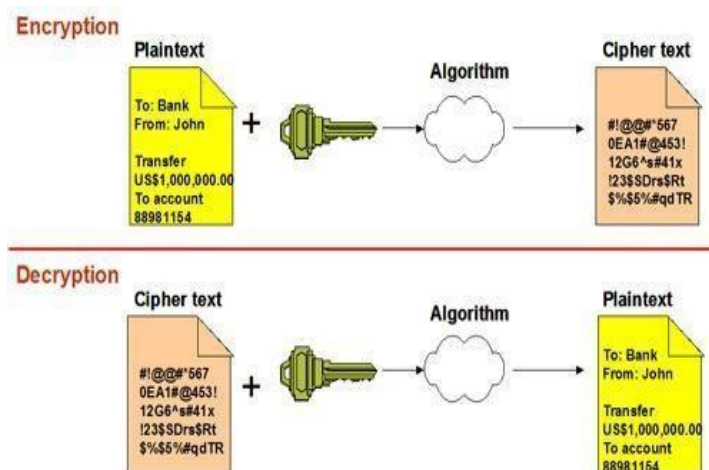 Encryption
Plaintext
To: Bank
From: John
Transfer
US$1,000,000.00
To account
88981154
+
Algorithm
Cipher text
#!@@#*567
0EA1#@453!
12G6^s#41x
!23$SDrs$Rt
$%$5%#qdTR
Decryption
Cipher text
#!@@#*567
0EA1#@453!
12G6^s#41x
!23$SDrs$Rt
$%$5%#qdTR
+
Algorithm
Plaintext
To: Bank
From: John
Transfer
US$1,000,000.00
To account
88981154